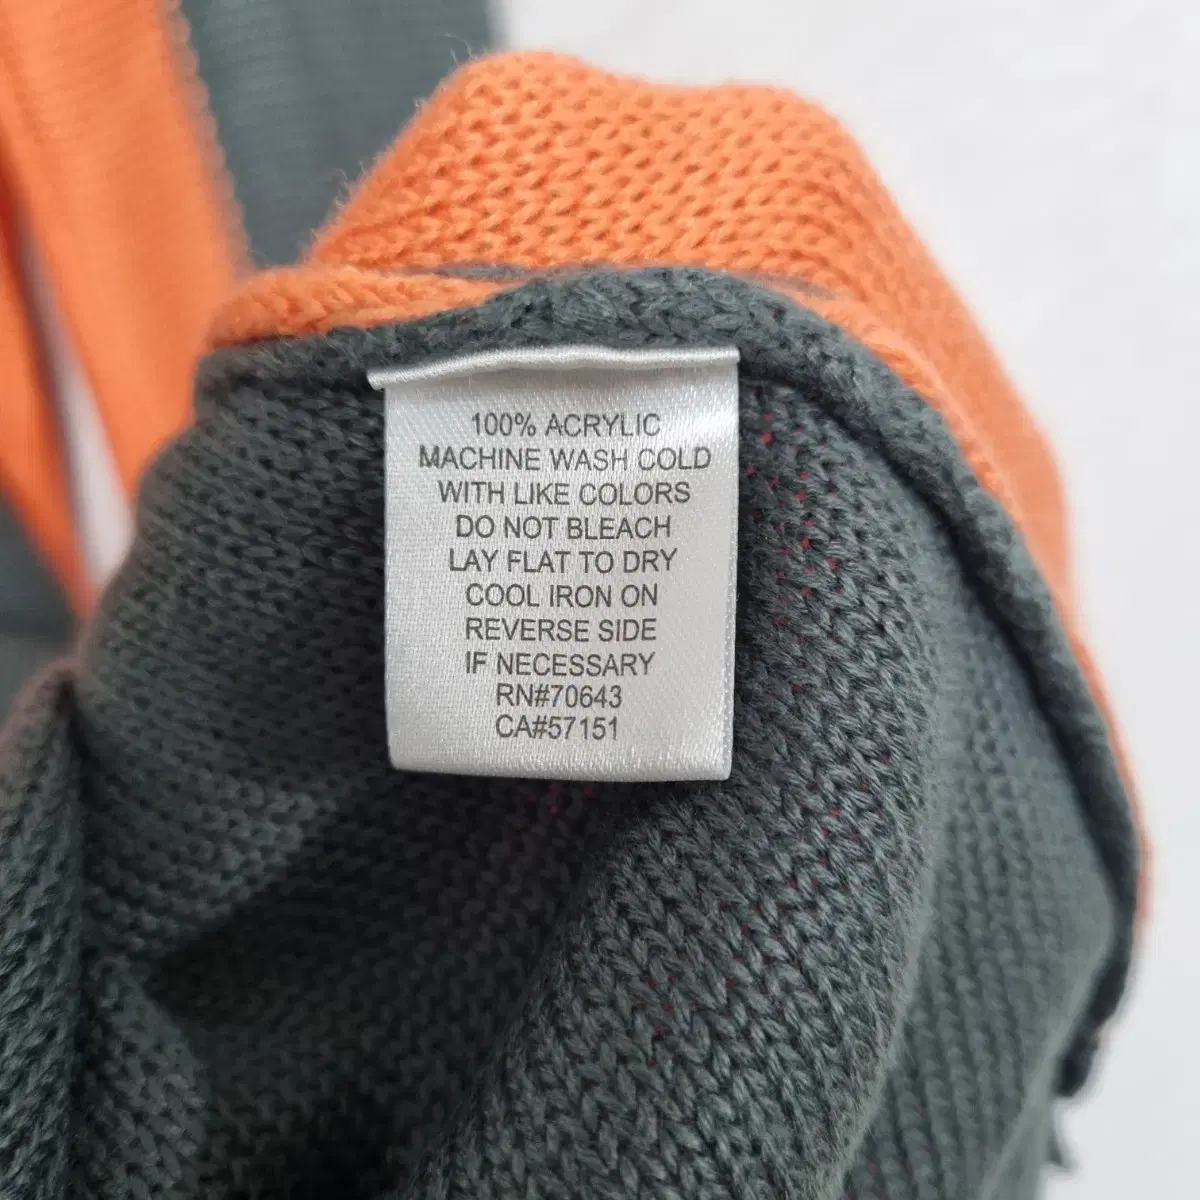 100% ACRYLIC
MACHINE WASH COLD
WITH LIKE COLORS
DO NOT BLEACH
LAY FLAT TO DRY
COOL IRON ON
REVERSE SIDE
IF NECESSARY
RN#70643
CA#57151